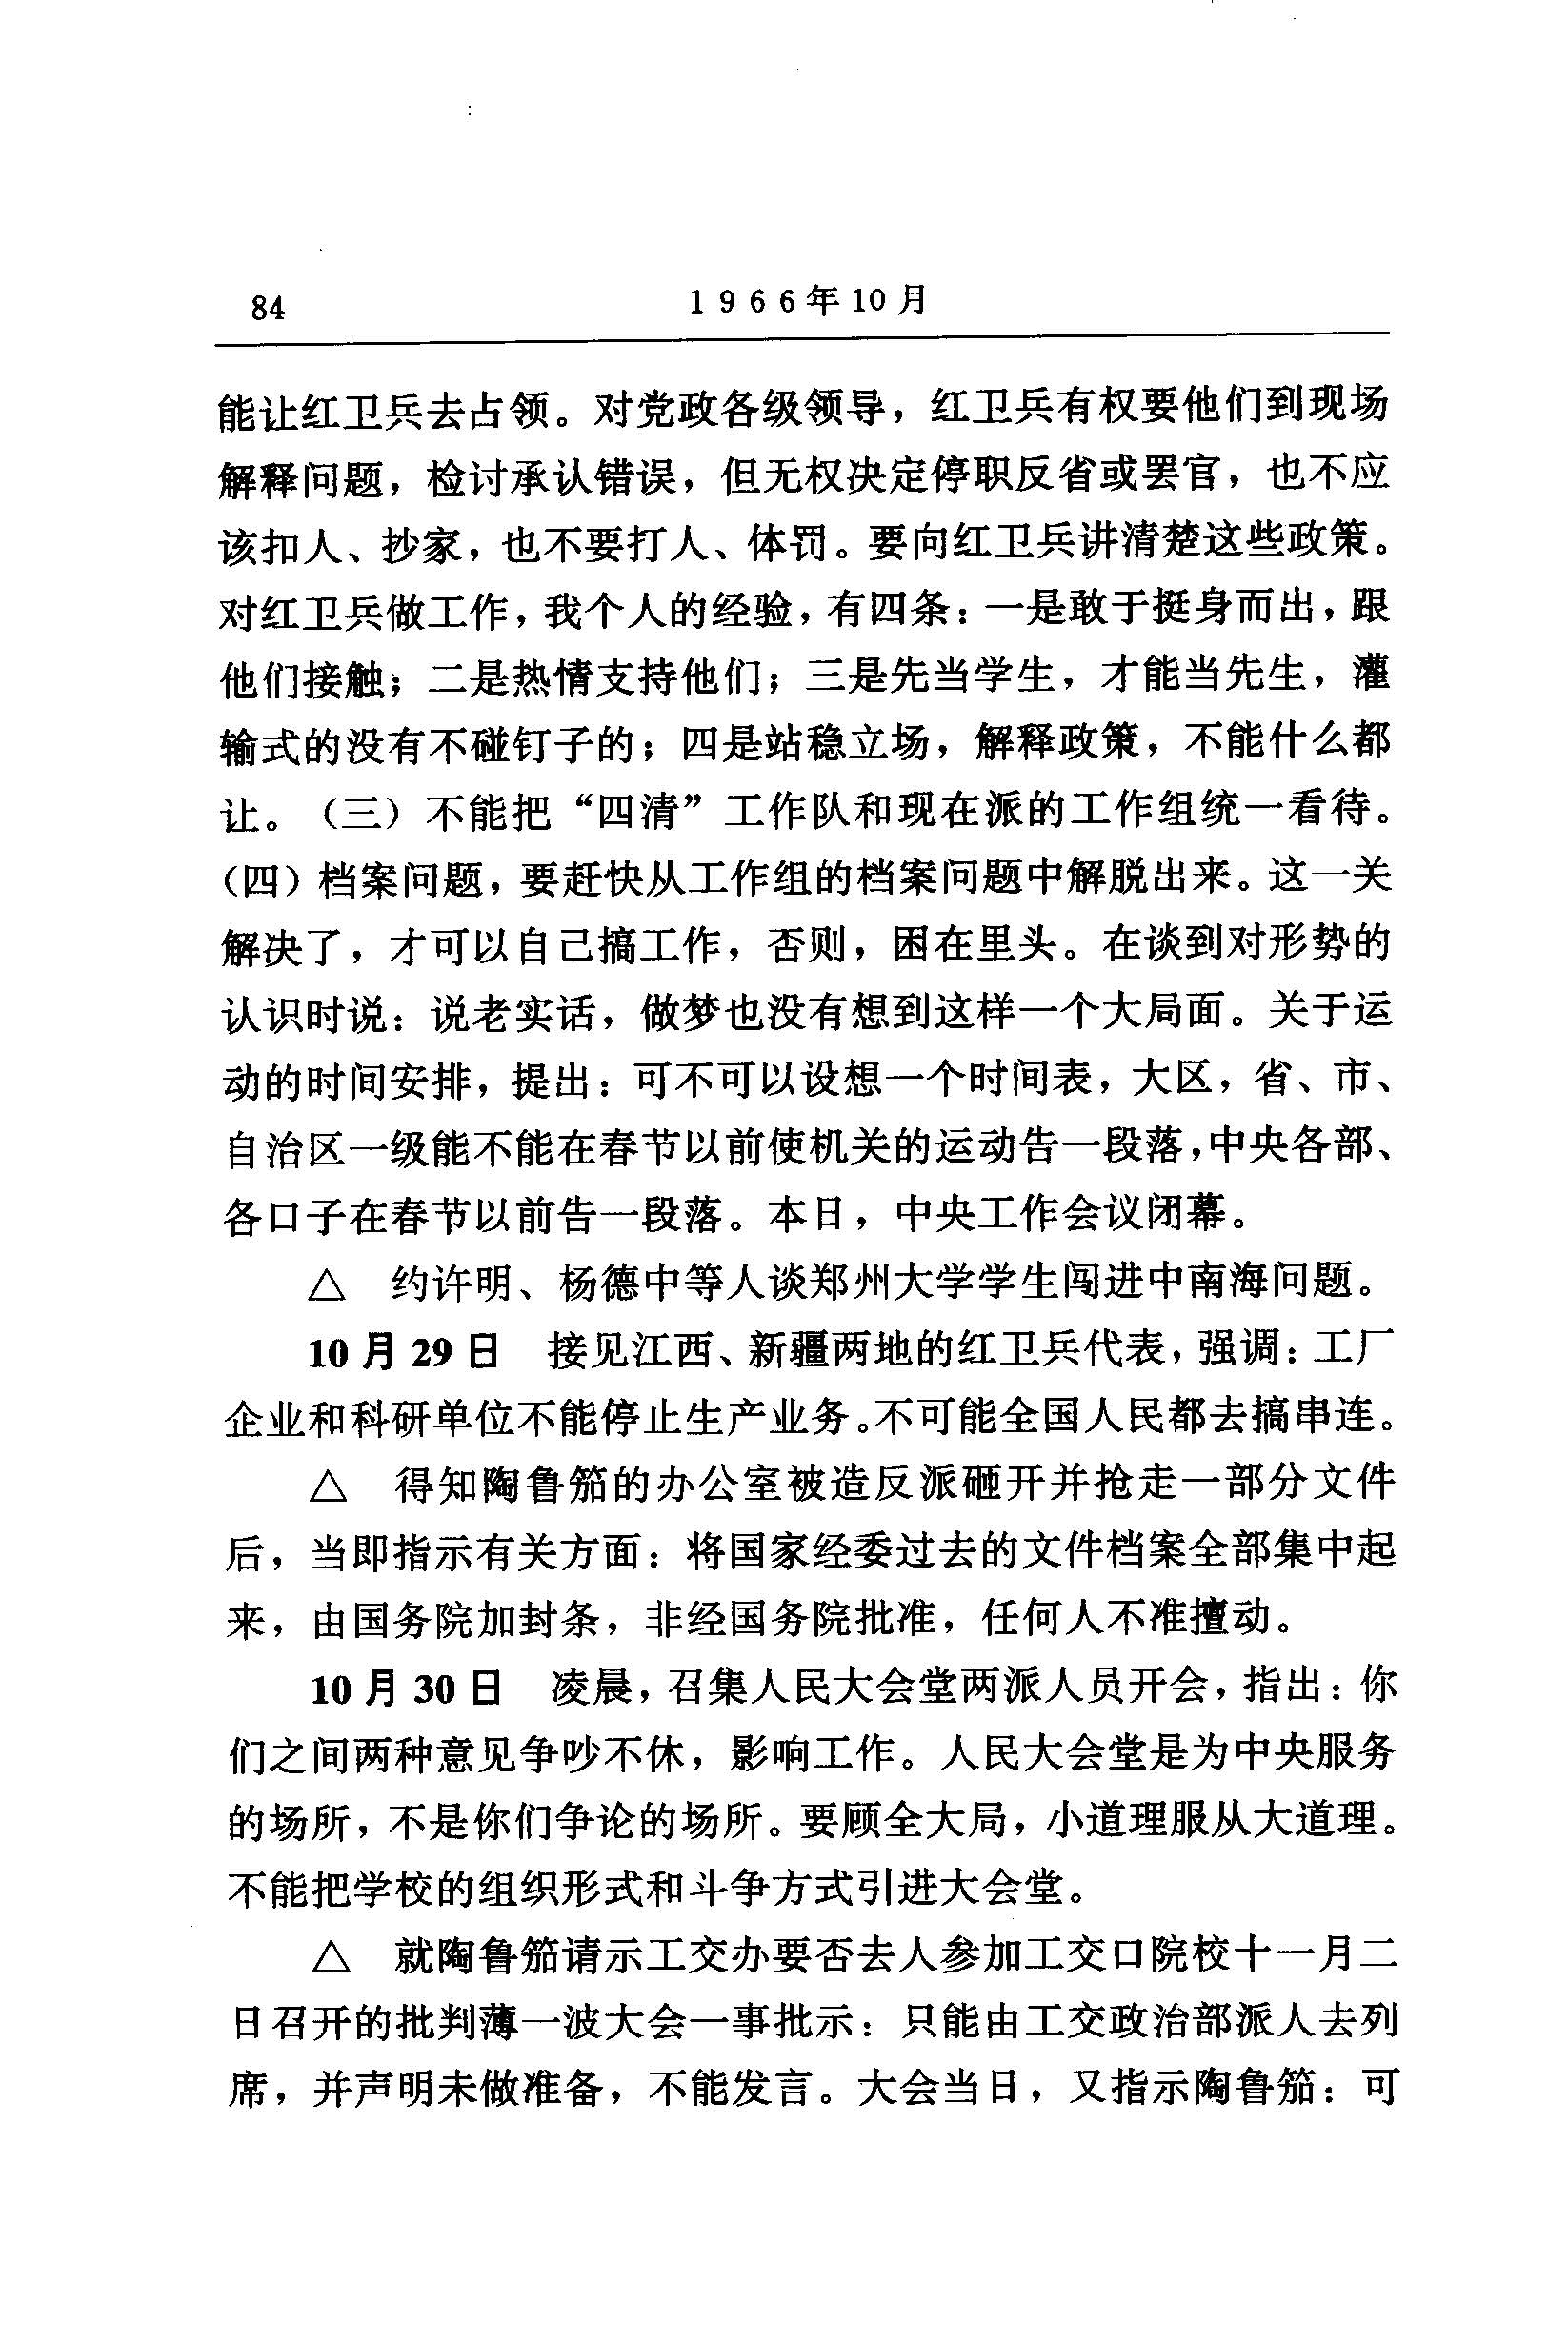 84
1966年10月
能让红卫兵去占领。对党政各级领导，红卫兵有权要他们到现场
解释问题，检讨承认错误，但无权决定停职反省或罢官，也不应
该扣人、抄家，也不要打人、体罚。要向红卫兵讲清楚这些政策。
对红卫兵做工作，我个人的经验，有四条：一是敢于挺身而出，跟
他们接触；二是热情支持他们；三是先当学生，才能当先生，灌
输式的没有不碰钉子的；四是站稳立场，解释政策，不能什么都
让。（三）不能把“四清”工作队和现在派的工作组统一看待。
（四）档案问题，要赶快从工作组的档案问题中解脱出来。这一关
解决了，才可以自己搞工作，否则，困在里头。在谈到对形势的
认识时说：说老实话，做梦也没有想到这样一个大局面。关于运
动的时间安排，提出：可不可以设想一个时间表，大区，省、市、
自治区一级能不能在春节以前使机关的运动告一段落，中央各部、
各口子在春节以前告一段落。本日，中央工作会议闭幕。
△　约许明、杨德中等人谈郑州大学学生闯进中南海问题。
10月29日　接见江西、新疆两地的红卫兵代表，强调：工厂
企业和科研单位不能停止生产业务。不可能全国人民都去搞串连。
△　得知陶鲁笳的办公室被造反派砸开并抢走一部分文件
后，当即指示有关方面：将国家经委过去的文件档案全部集中起
来，由国务院加封条，非经国务院批准，任何人不准擅动。
10月30日　凌晨，召集人民大会堂两派人员开会，指出：你
们之间两种意见争吵不休，影响工作。人民大会堂是为中央服务
的场所，不是你们争论的场所。要顾全大局，小道理服从大道理。
不能把学校的组织形式和斗争方式引进大会堂。
△　就陶鲁笳请示工交办要否去人参加工交口院校十一月二
日召开的批判薄一波大会一事批示：只能由工交政治部派人去列
席，并声明未做准备，不能发言。大会当日，又指示陶鲁笳：可